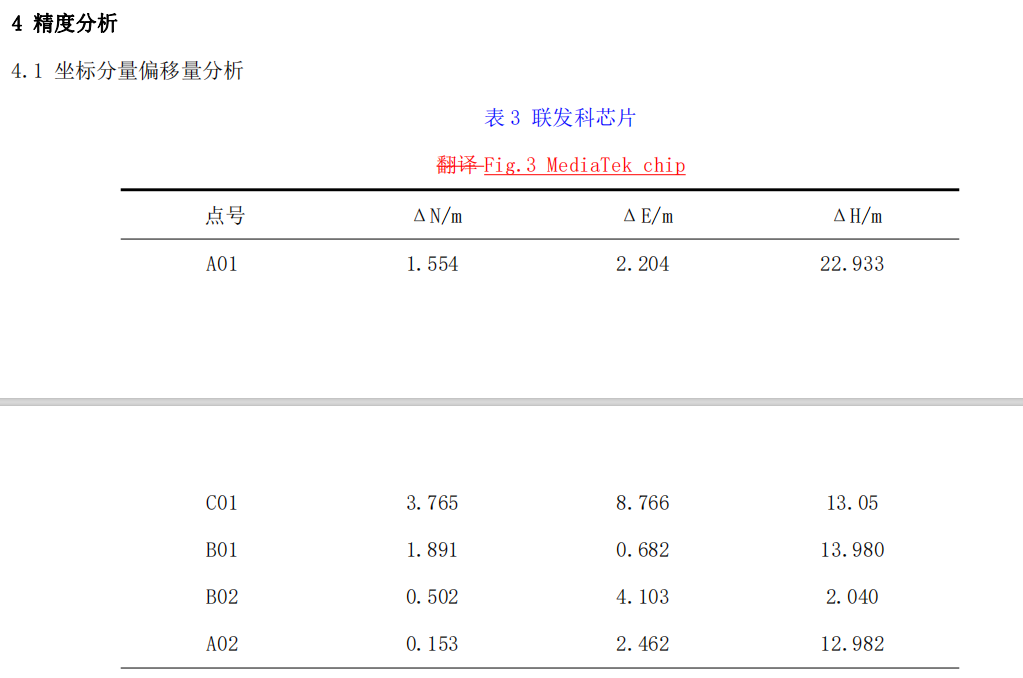 4 精度分析
4.1 坐标分量偏移量分析
表 3 联发科芯片
翻译 Fig.3 MediaTek chip
点号 ΔN/m ΔE/m ΔH/m
A01 1.554 2.204 22.933
C01 3.765 8.766 13.05
B01 1.891 0.682 13.980
B02 0.502 4.103 2.040
A02 0.153 2.462 12.982